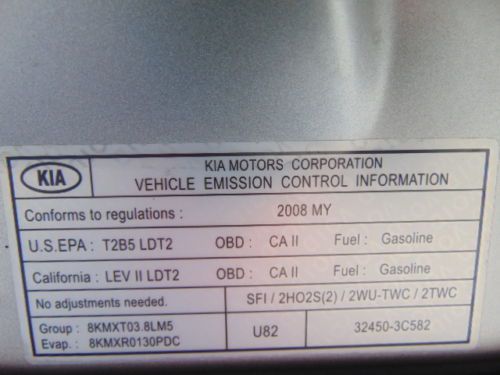 KIA
KIA MOTORS CORPORATION
VEHICLE EMISSION CONTROL INFORMATION
Conforms to regulations : 2008 MY
U.S.EPA : T2B5 LDT2 OBD : CA II Fuel : Gasoline
California : LEV II LDT2 OBD : CA II Fuel : Gasoline
No adjustments needed. SFI / 2HO2S(2) / 2WU-TWC / 2TWC
Group : 8KMXT03.8LM5
Evap. : 8KMXR0130PDC
U82
32450-3C582